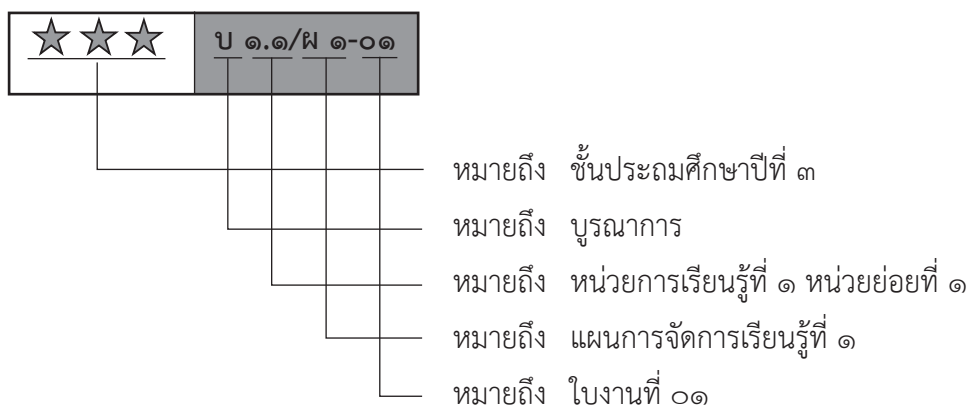 บ ๑.๑/ผ ๑-๐๑
หมายถึง ชั้นประถมศึกษาปีที่ ๓
หมายถึง บูรณาการ
หมายถึง หน่วยการเรียนรู้ที่ ๑ หน่วยย่อยที่ ๑
หมายถึง แผนการจัดการเรียนรู้ที่ ๑
หมายถึง ใบงานที่ ๐๑